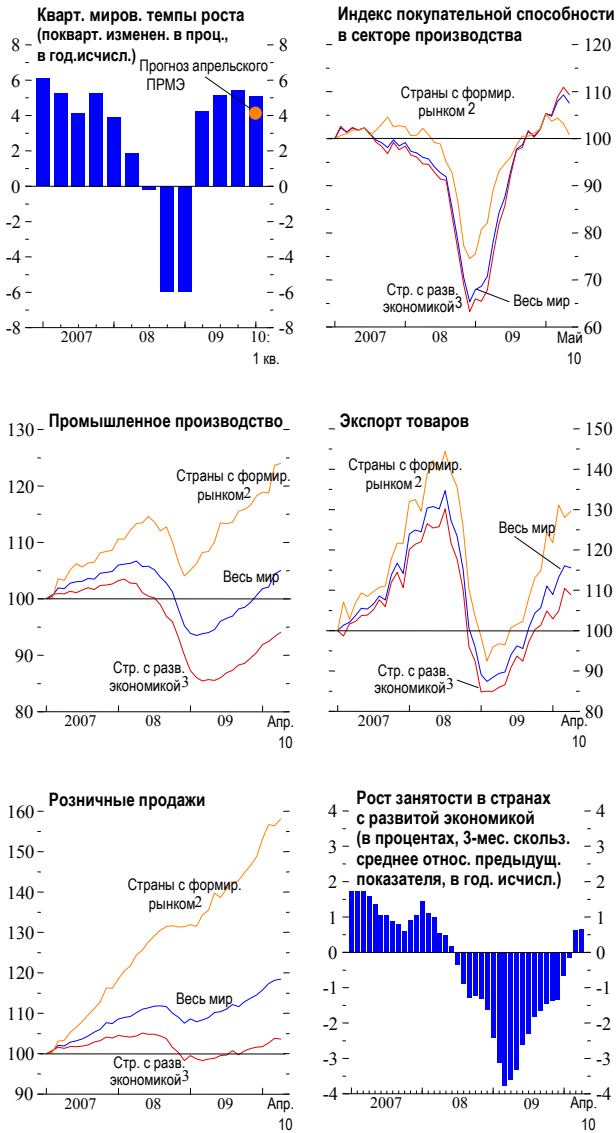 Кварт. миров. темпы роста
(покварт. изменен. в проц.,
в год.исчисл.)
8
6
4
2
0
-2
-4
-6
-8
8
6
4
2
0
-2
-4
-6
-8
Прогноз апрельского
ПРМЭ
2007 08 09 10:
1 кв.
Индекс покупательной способности
в секторе производства
Страны с формир.
рынком2
120
110
100
90
80
70
60
Стр. с разв.
экономикой3
Весь мир
2007 08 09 Май
10
Промышленное производство
130
120
110
100
90
80
Страны с формир.
рынком2
Весь мир
Стр. с разв.
экономикой3
2007 08 09 Апр.
10
Экспорт товаров
150
140
130
120
110
100
90
80
Страны с формир.
рынком2
Весь мир
Стр. с разв.
экономикой3
2007 08 09 Апр.
10
Розничные продажи
160
150
140
130
120
110
100
90
Страны с формир.
рынком2
Весь мир
Стр. с разв.
экономикой3
2007 08 09 Апр.
10
Рост занятости в странах
с развитой экономикой
(в процентах, 3-мес. скольз.
среднее относ. предыдущ.
показателя, в год. исчисл.)
4
3
2
1
0
-1
-2
-3
-4
4
3
2
1
0
-1
-2
-3
-4
2007 08 09 Апр.
10